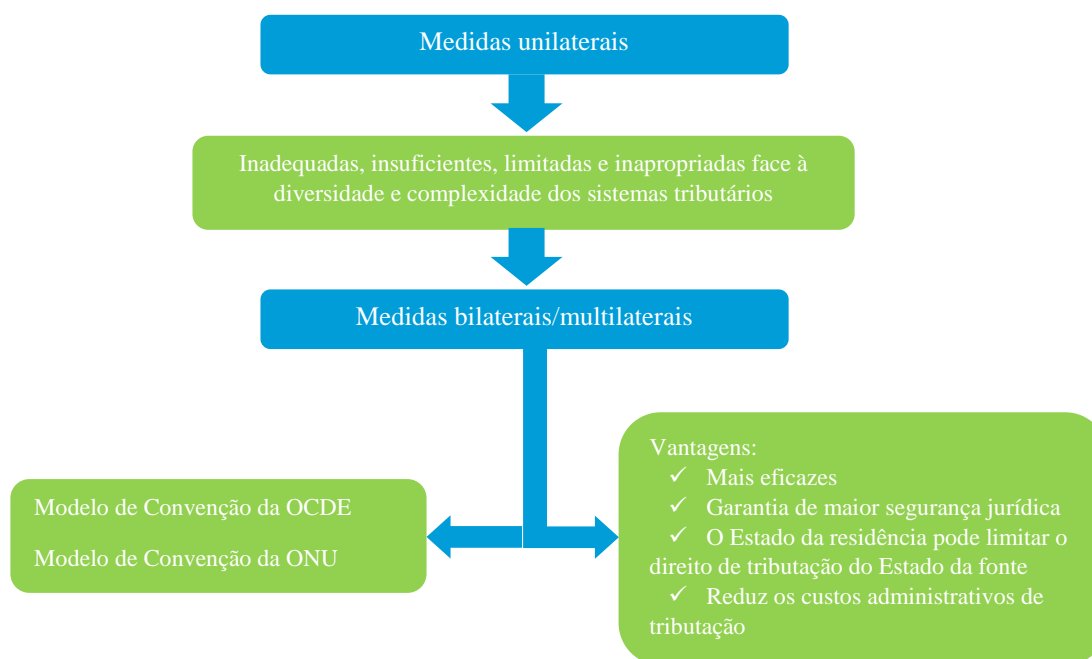 Medidas unilaterais
Inadequadas, insuficientes, limitadas e inapropriadas face à
diversidade e complexidade dos sistemas tributários
Medidas bilaterais/multilaterais
Modelo de Convenção da OCDE
Modelo de Convenção da ONU
Vantagens:
✓ Mais eficazes
✓ Garantia de maior segurança jurídica
✓ O Estado da residência pode limitar o
direito de tributação do Estado da fonte
✓ Reduz os custos administrativos de
tributação